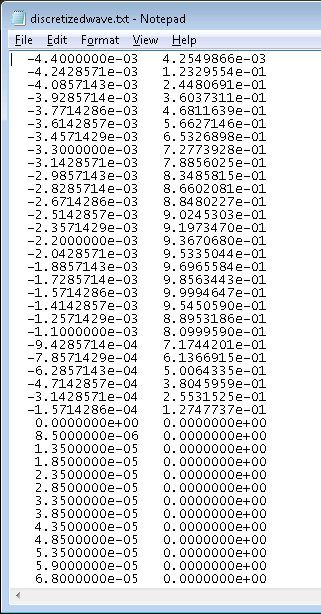 discretizedwave.txt - Notepad
File Edit Format View Help
-4.4000000e-03 4.2549866e-03
-4.2428571e-03 1.2329554e-01
-4.0857143e-03 2.4480691e-01
-3.9285714e-03 3.6037311e-01
-3.7714286e-03 4.6811639e-01
-3.6142857e-03 5.6627146e-01
-3.4571429e-03 6.5326898e-01
-3.3000000e-03 7.2773928e-01
-3.1428571e-03 7.8856025e-01
-2.9857143e-03 8.3485815e-01
-2.8285714e-03 8.6602081e-01
-2.6714286e-03 8.8480227e-01
-2.5142857e-03 9.0245303e-01
-2.3571429e-03 9.1973470e-01
-2.2000000e-03 9.3670680e-01
-2.0428571e-03 9.5335044e-01
-1.8857143e-03 9.6965584e-01
-1.7285714e-03 9.8563443e-01
-1.5714286e-03 9.9994647e-01
-1.4142857e-03 9.5450590e-01
-1.2571429e-03 8.8953186e-01
-1.1000000e-03 8.0999590e-01
-9.4285714e-04 7.1744201e-01
-7.8571429e-04 6.1366915e-01
-6.2857143e-04 5.0064335e-01
-4.7142857e-04 3.8045959e-01
-3.1428571e-04 2.5531525e-01
-1.5714286e-04 1.2747737e-01
0.0000000e+00 0.0000000e+00
8.5000000e-06 0.0000000e+00
1.3500000e-05 0.0000000e+00
1.8500000e-05 0.0000000e+00
2.3500000e-05 0.0000000e+00
2.8500000e-05 0.0000000e+00
3.3500000e-05 0.0000000e+00
3.8500000e-05 0.0000000e+00
4.3500000e-05 0.0000000e+00
4.8500000e-05 0.0000000e+00
5.3500000e-05 0.0000000e+00
5.9000000e-05 0.0000000e+00
6.8000000e-05 0.0000000e+00